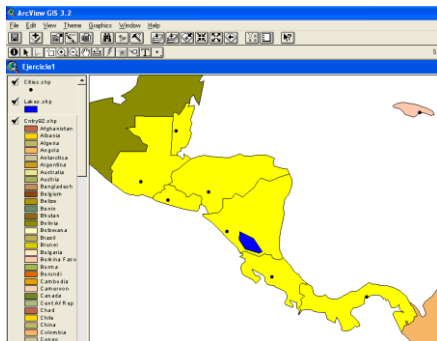 ArcView GIS 3.2
File Edit View Theme Graphics Window Help
Ejercicio1
Cities.shp
Lakes.shp
Cntry92.shp
Afghanistan
Albania
Algeria
Angola
Antarctica
Argentina
Australia
Austria
Bangladesh
Belgium
Belize
Benin
Bhutan
Bolivia
Botswana
Brazil
Brunei
Bulgaria
Burkina Faso
Burma
Burundi
Cambodia
Cameroon
Canada
Cent Af Rep
Chad
Chile
China
Colombia
Congo